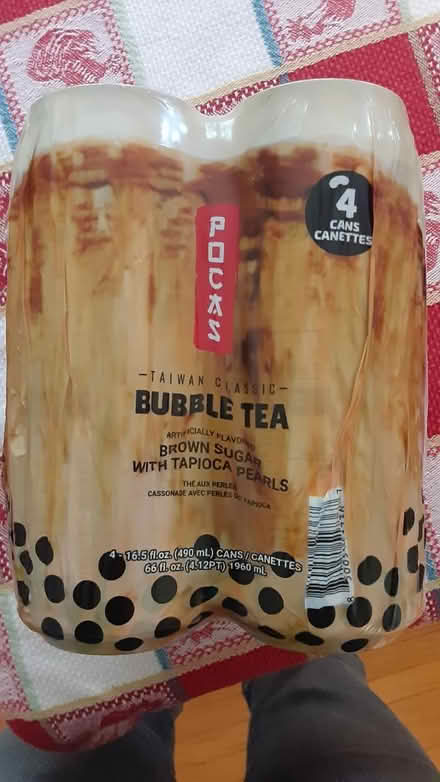 4
CANS
CANETTES
POCAS
TAIWAN CLASSIC
BUBBLE TEA
ARTIFICIALLY FLAVORED
BROWN SUGAR
WITH TAPIOCA PEARLS
THÉ AUX PERLES
CASSONADE AVEC PERLES DE TAPIOCA
4 - 16.5 fl.oz. (490 mL) CANS / CANETTES
66 fl. oz. (4.12PT) 1960 mL